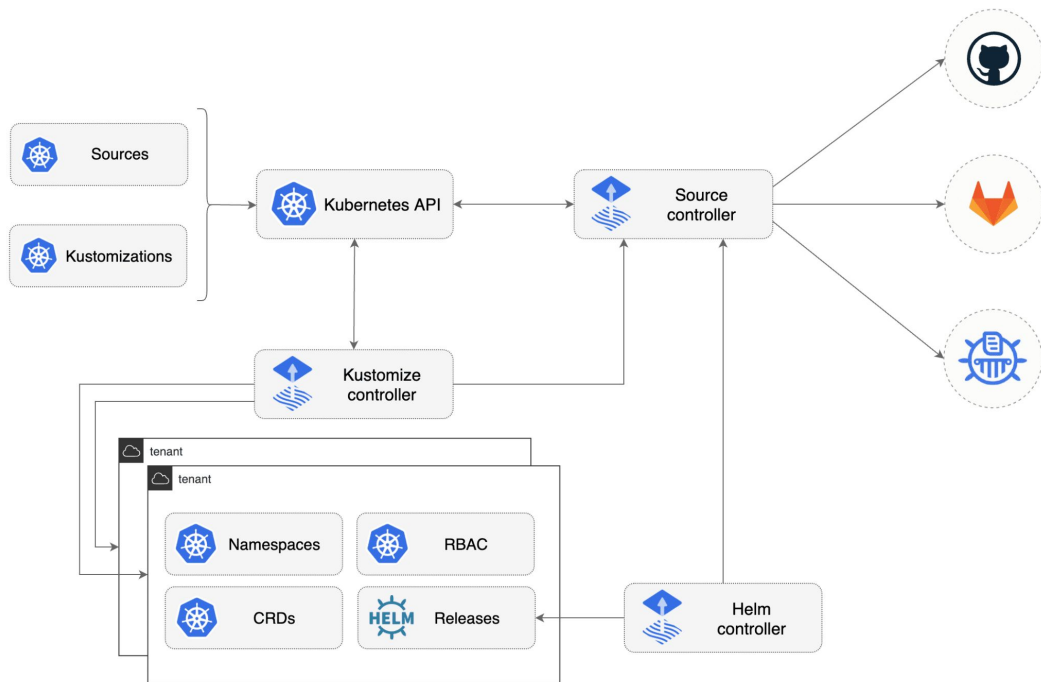 Sources
Kubernetes API
Source
controller
Kustomizations
Kustomize
controller
tenant
tenant
Namespaces
RBAC
CRDs
HELM
Releases
Helm
controller